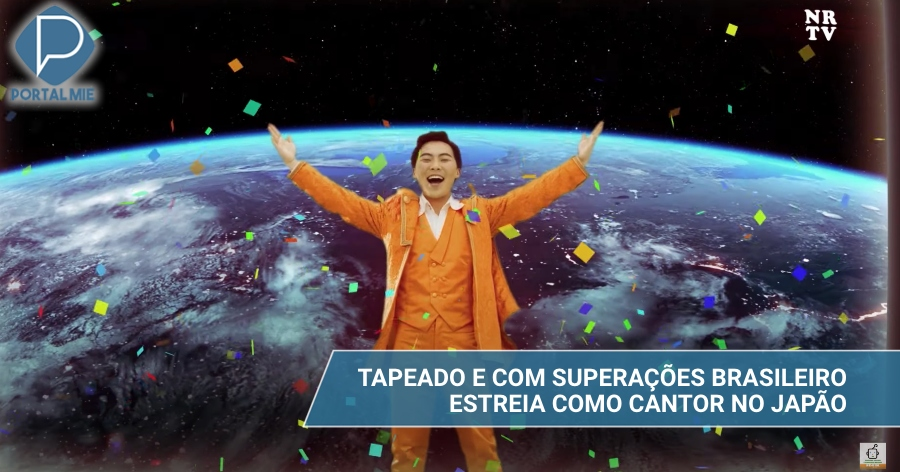 NR
TV
PORTAL MIE
TAPEADO E COM SUPERAÇÕES BRASILEIRO
ESTREIA COMO CANTOR NO JAPÃO